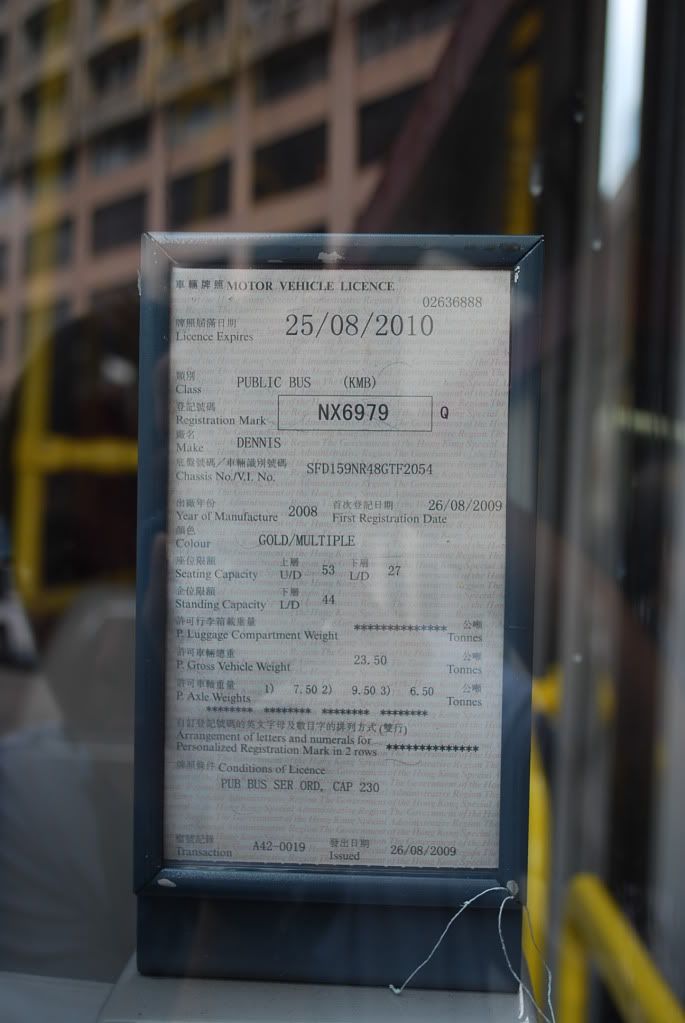 車輛牌照 MOTOR VEHICLE LICENCE
02636888
牌照屆滿日期
Licence Expires 25/08/2010
類別
Class PUBLIC BUS (KMB)
登記號碼
Registration Mark NX6979 Q
廠名
Make DENNIS
底盤號碼／車輛識別號碼
Chassis No./V.I. No. SFD159NR48GTF2054
出廠年份 首次登記日期 26/08/2009
Year of Manufacture 2008 First Registration Date
顏色
Colour GOLD/MULTIPLE
座位限額 上層 下層
Seating Capacity U/D 53 L/D 27
企位限額 下層
Standing Capacity L/D 44
許可行李箱載重量 ************** 公噸
P. Luggage Compartment Weight Tonnes
許可車輛總重 23.50 公噸
P. Gross Vehicle Weight Tonnes
許可車軸重量 1) 7.50 2) 9.50 3) 6.50 公噸
P. Axle Weights Tonnes
******** ******** ******** ********
自訂登記號碼的英文字母及數目字的排列方式 (雙行)
Arrangement of letters and numerals for
Personalized Registration Mark in 2 rows **************
牌照條件 Conditions of Licence
PUB BUS SER ORD, CAP 230
檔號記錄 發出日期
Transaction A42-0019 Issued 26/08/2009